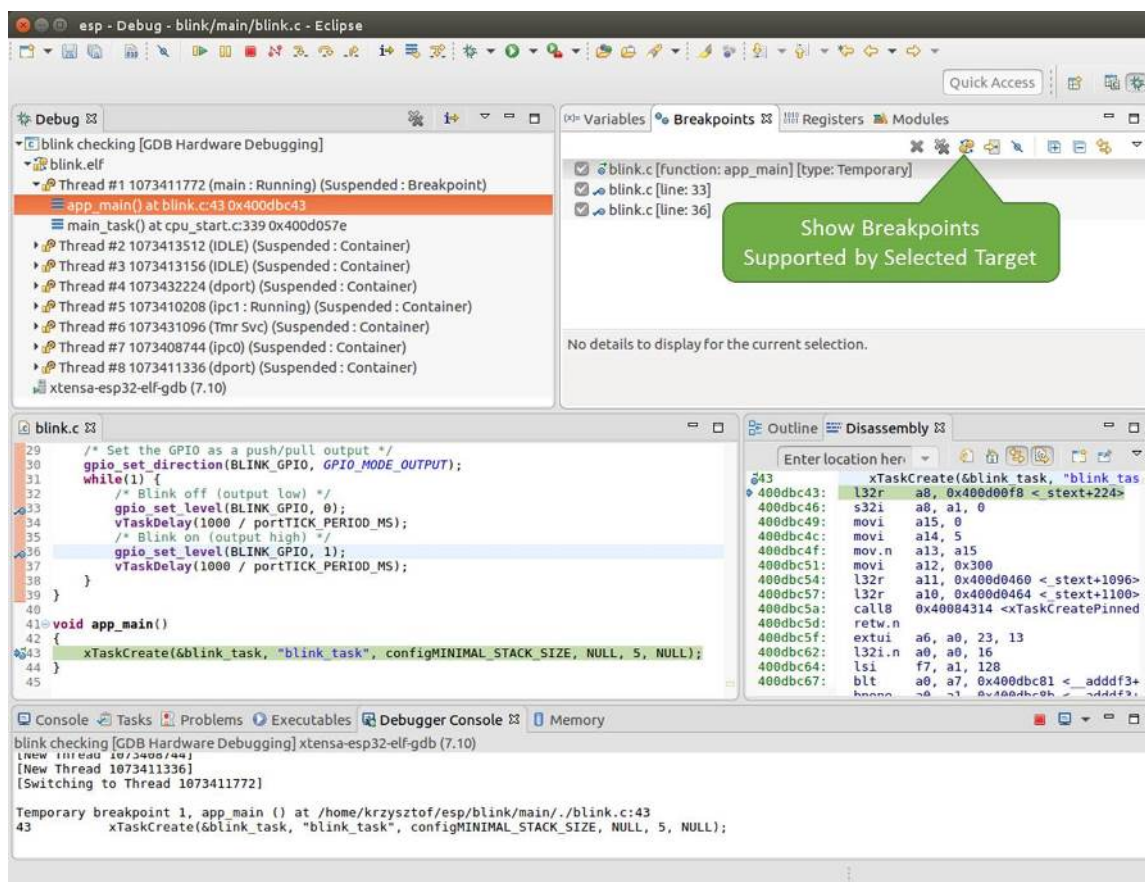 esp - Debug - blink/main/blink.c - Eclipse
Quick Access
Debug
blink checking [GDB Hardware Debugging]
blink.elf
Thread #1 1073411772 (main : Running) (Suspended : Breakpoint)
app_main() at blink.c:43 0x400dbc43
main_task() at cpu_start.c:339 0x400d057e
Thread #2 1073413512 (IDLE) (Suspended : Container)
Thread #3 1073413156 (IDLE) (Suspended : Container)
Thread #4 1073432224 (dport) (Suspended : Container)
Thread #5 1073410208 (ipc1 : Running) (Suspended : Container)
Thread #6 1073431096 (Tmr Svc) (Suspended : Container)
Thread #7 1073408744 (ipc0) (Suspended : Container)
Thread #8 1073411336 (dport) (Suspended : Container)
xtensa-esp32-elf-gdb (7.10)
(x)= Variables Breakpoints Registers Modules
blink.c [function: app_main] [type: Temporary]
blink.c [line: 33]
blink.c [line: 36]
Show Breakpoints
Supported by Selected Target
No details to display for the current selection.
blink.c
29 /* Set the GPIO as a push/pull output */
30 gpio_set_direction(BLINK_GPIO, GPIO_MODE_OUTPUT);
31 while(1) {
32 /* Blink off (output low) */
33 gpio_set_level(BLINK_GPIO, 0);
34 vTaskDelay(1000 / portTICK_PERIOD_MS);
35 /* Blink on (output high) */
36 gpio_set_level(BLINK_GPIO, 1);
37 vTaskDelay(1000 / portTICK_PERIOD_MS);
38 }
39 }
40
41 void app_main()
42 {
43 xTaskCreate(&blink_task, "blink_task", configMINIMAL_STACK_SIZE, NULL, 5, NULL);
44 }
45
Outline Disassembly
Enter location her
43 xTaskCreate(&blink_task, "blink_tas
400dbc43: l32r a8, 0x400d00f8 <_stext+224>
400dbc46: s32i a8, a1, 0
400dbc49: movi a15, 0
400dbc4c: movi a14, 5
400dbc4f: mov.n a13, a15
400dbc51: movi a12, 0x300
400dbc54: l32r a11, 0x400d0460 <_stext+1096>
400dbc57: l32r a10, 0x400d0464 <_stext+1100>
400dbc5a: call8 0x40084314 <xTaskCreatePinned
400dbc5d: retw.n
400dbc5f: extui a6, a0, 23, 13
400dbc62: l32i.n a0, a0, 16
400dbc64: lsi f7, a1, 128
400dbc67: blt a0, a7, 0x400dbc81 <__adddf3+
Console Tasks Problems Executables Debugger Console Memory
blink checking [GDB Hardware Debugging] xtensa-esp32-elf-gdb (7.10)
[New Thread 1073408744]
[New Thread 1073411336]
[Switching to Thread 1073411772]
Temporary breakpoint 1, app_main () at /home/krzysztof/esp/blink/main/./blink.c:43
43 xTaskCreate(&blink_task, "blink_task", configMINIMAL_STACK_SIZE, NULL, 5, NULL);